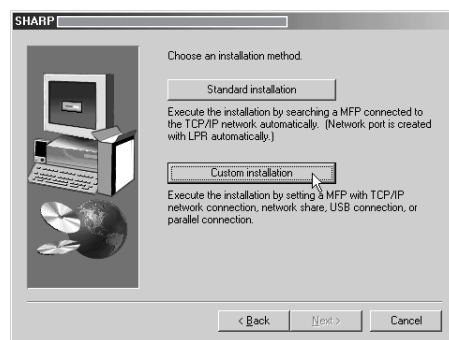 SHARP
Choose an installation method.
Standard installation
Execute the installation by searching a MFP connected to
the TCP/IP network automatically. (Network port is created
with LPR automatically.)
Custom installation
Execute the installation by setting a MFP with TCP/IP
network connection, network share, USB connection, or
parallel connection.
< Back
Next >
Cancel